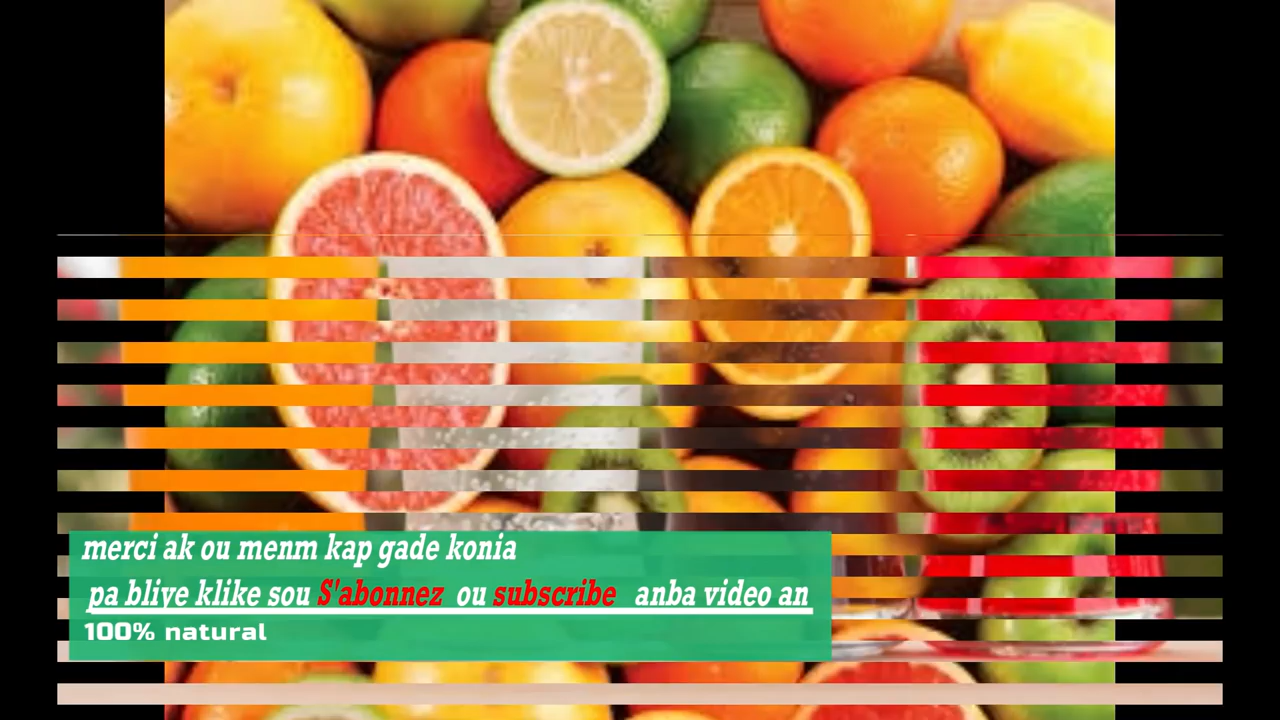 merci ak ou menm kap gade konia
pa bliye klike sou S'abonnez ou subscribe anba video an
100% natural